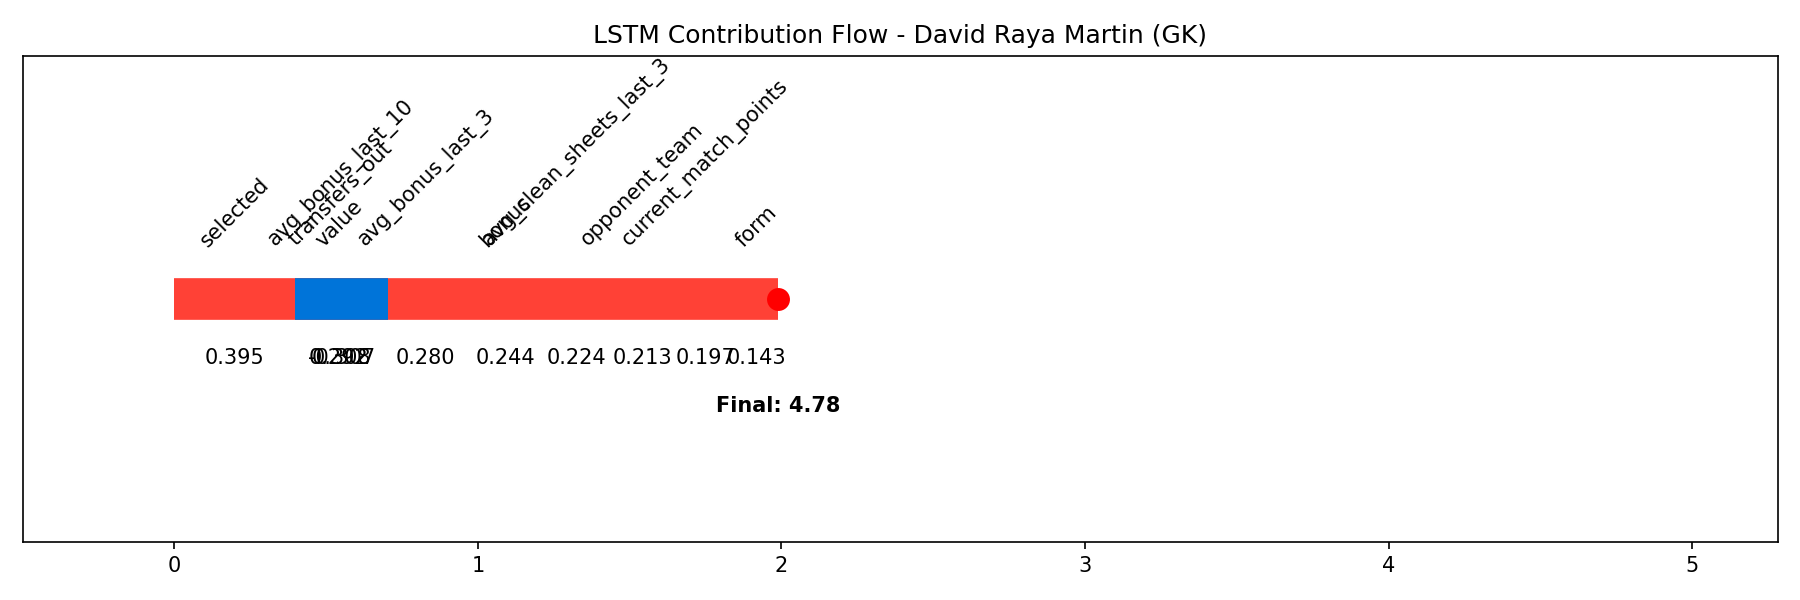 LSTM Contribution Flow - David Raya Martin (GK)
selected
avg_bonus_last_10
transfers_out
value
avg_bonus_last_3
bonus
avg_clean_sheets_last_3
opponent_team
current_match_points
form
0.395
0.280
0.244
0.224
0.213
0.197
0.143
Final: 4.78
0
1
2
3
4
5